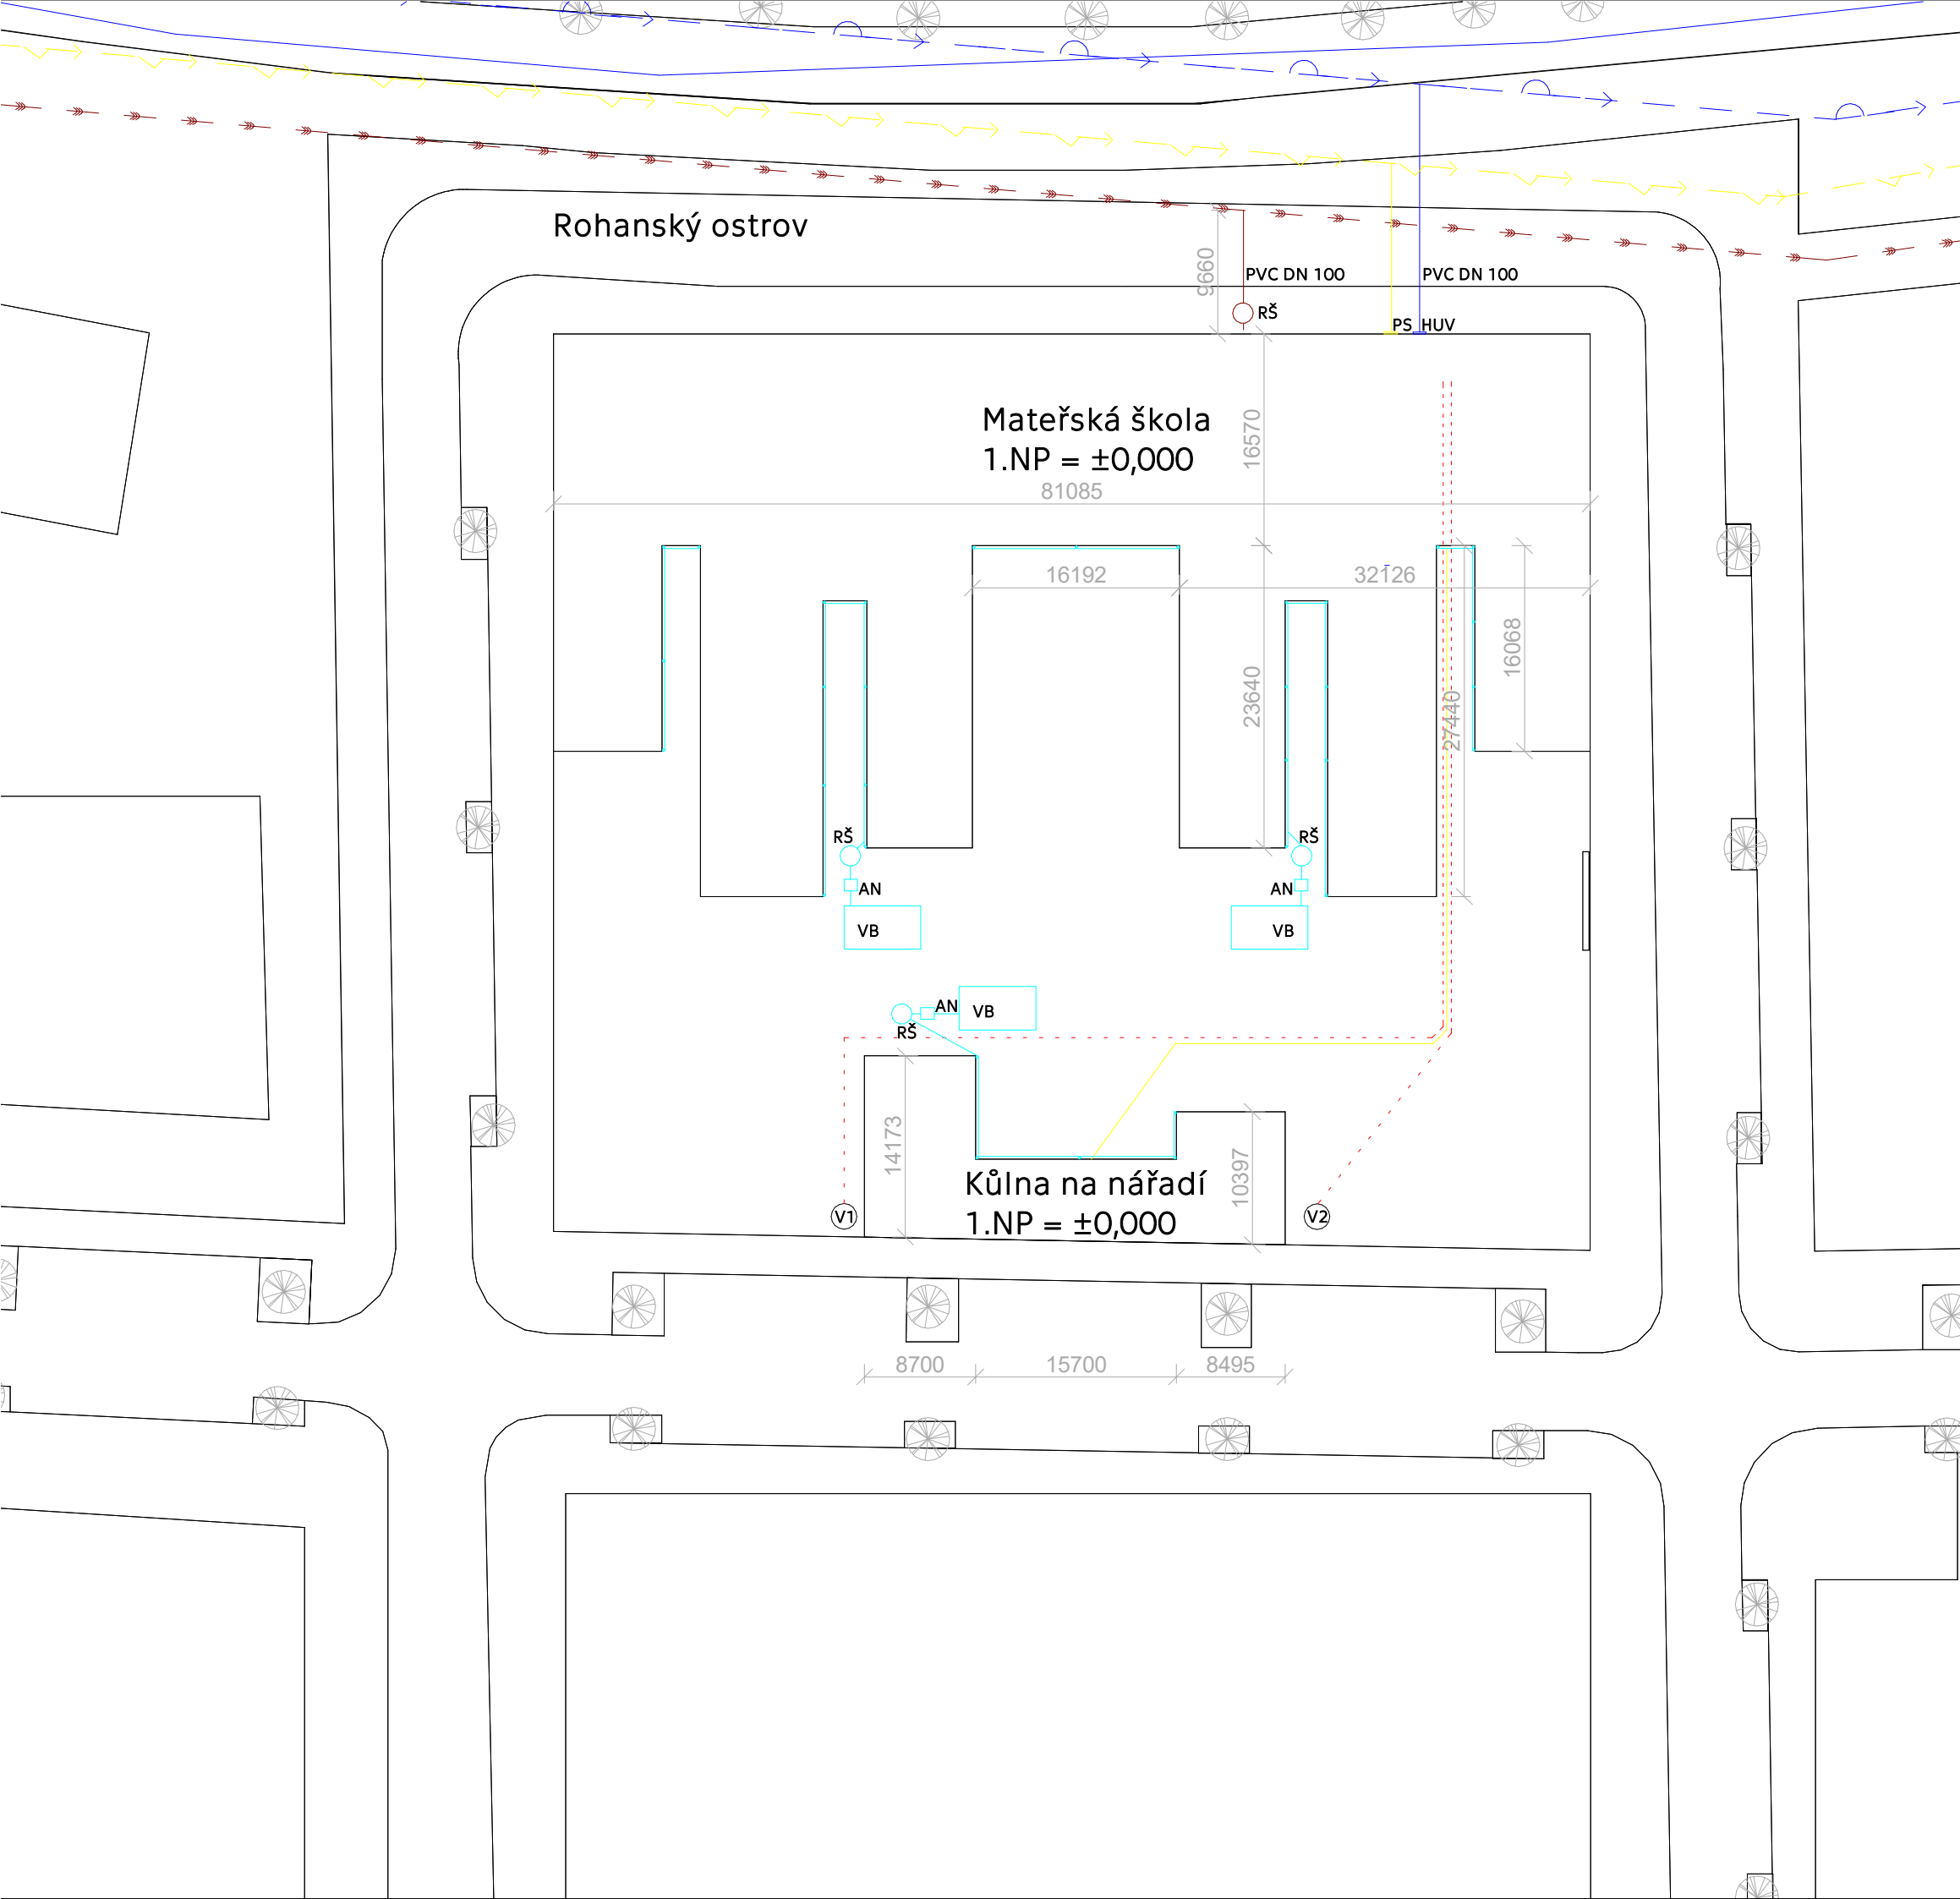 Rohanský ostrov
9660
PVC DN 100
PVC DN 100
RŠ
PS
HUV
Mateřská škola
1.NP = ±0,000
16570
81085
16192
32126
16068
23640
27440
RŠ
RŠ
AN
AN
VB
VB
AN
VB
RŠ
14173
10397
Kůlna na nářadí
1.NP = ±0,000
V1
V2
8700
15700
8495